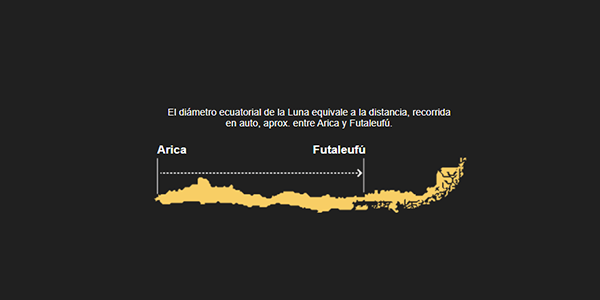 El diámetro ecuatorial de la Luna equivale a la distancia, recorrida
en auto, aprox. entre Arica y Futaleufú.
Arica Futaleufú